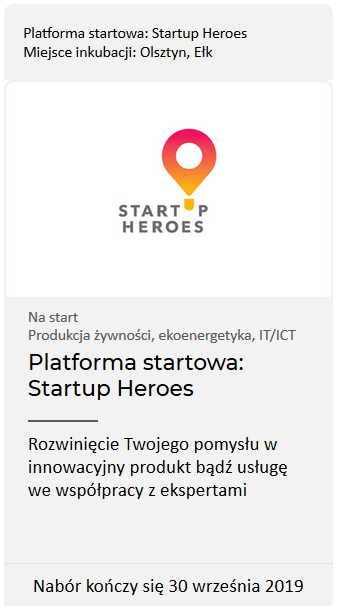 Platforma startowa: Startup Heroes
Miejsce inkubacji: Olsztyn, Ełk
STARTUP
HEROES
Na start
Produkcja żywności, ekoenergetyka, IT/ICT
Platforma startowa:
Startup Heroes
Rozwinięcie Twojego pomysłu w
innowacyjny produkt bądź usługę
we współpracy z ekspertami
Nabór kończy się 30 września 2019